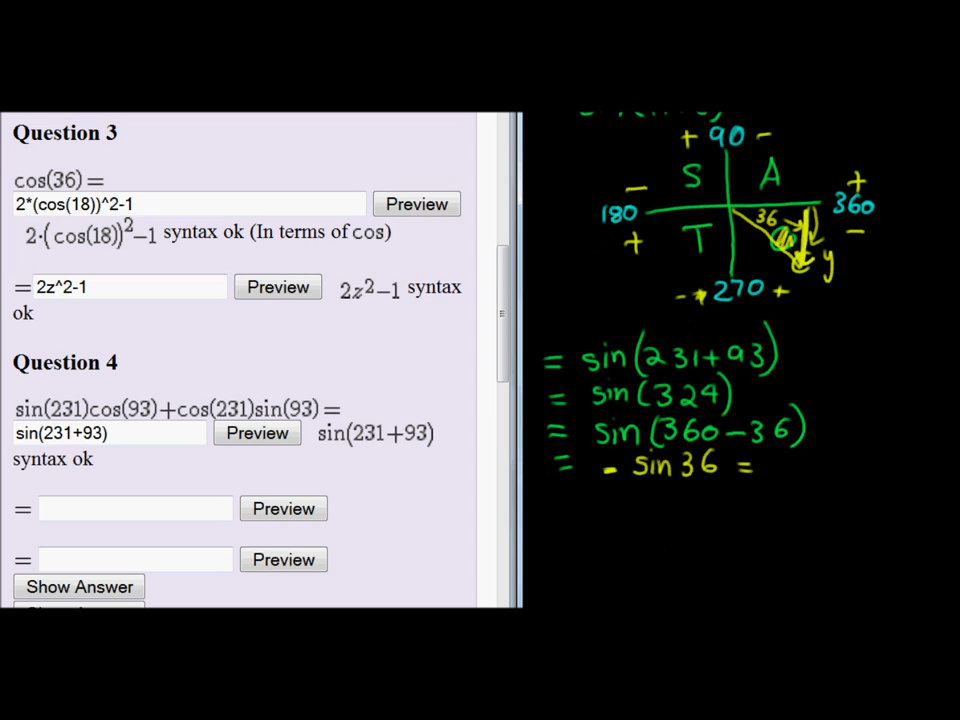 Question 3
cos(36) =
2*(cos(18))^2-1 Preview
2·(cos(18))²−1 syntax ok (In terms of cos)
= 2z^2-1 Preview 2z²−1 syntax
ok
Question 4
sin(231)cos(93)+cos(231)sin(93) =
sin(231+93) Preview sin(231+93)
syntax ok
= Preview
= Preview
Show Answer
+ 90 −
− S A +
180 360
36
+ T −
y
− + 270 +
= sin(231+93)
= sin(324)
= sin(360−36)
= - sin36 =